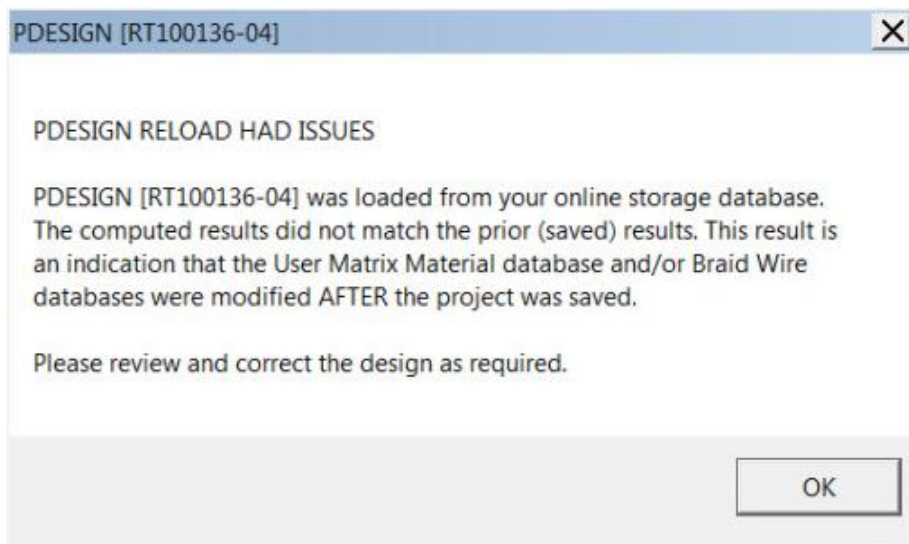 PDESIGN [RT100136-04]
PDESIGN RELOAD HAD ISSUES
PDESIGN [RT100136-04] was loaded from your online storage database.
The computed results did not match the prior (saved) results. This result is
an indication that the User Matrix Material database and/or Braid Wire
databases were modified AFTER the project was saved.
Please review and correct the design as required.
OK